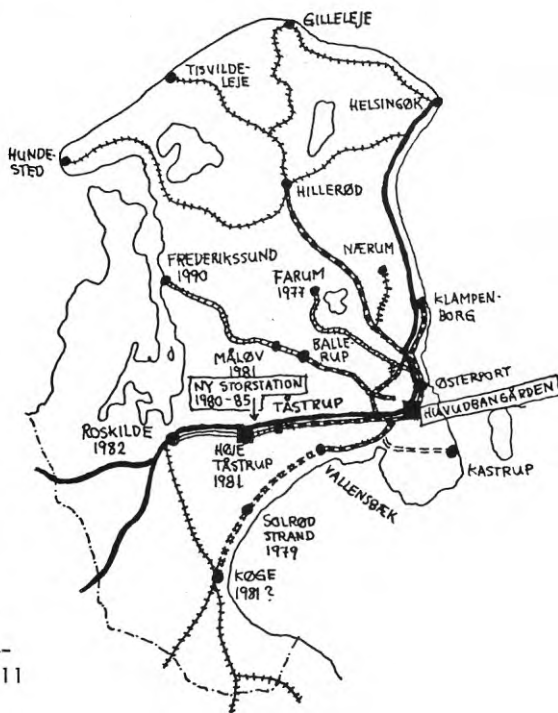 GILLELEJE
TISVILDE-
LEJE
HELSINGØR
HUNDE-
STED
HILLERØD
NÆRUM
FREDERIKSSUND
1990
FARUM
1977
KLAMPEN-
BORG
BALLE-
RUP
MÅLØV
1981
ØSTERPORT
NY STORSTATION
1980-85
HUVUDBANGÅRDEN
TÅSTRUP
ROSKILDE
1982
HØJE
TÅSTRUP
1981
KASTRUP
VALLENSBÆK
SOLRØD
STRAND
1979
KØGE
1981?
-
11